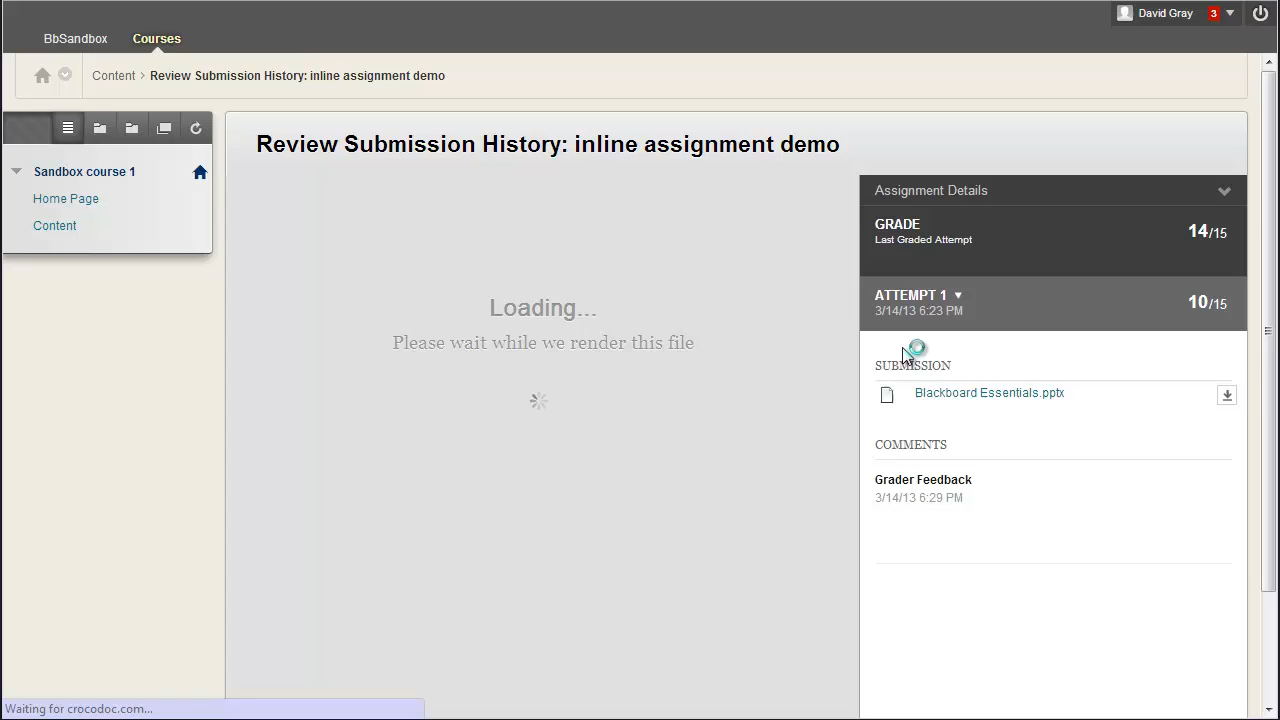 David Gray 3
BbSandbox Courses
Content > Review Submission History: inline assignment demo
Review Submission History: inline assignment demo
Sandbox course 1
Home Page
Content
Loading...
Please wait while we render this file
Assignment Details
GRADE
Last Graded Attempt
14/15
ATTEMPT 1
3/14/13 6:23 PM
10/15
SUBMISSION
Blackboard Essentials.pptx
COMMENTS
Grader Feedback
3/14/13 6:29 PM
Waiting for crocodoc.com...